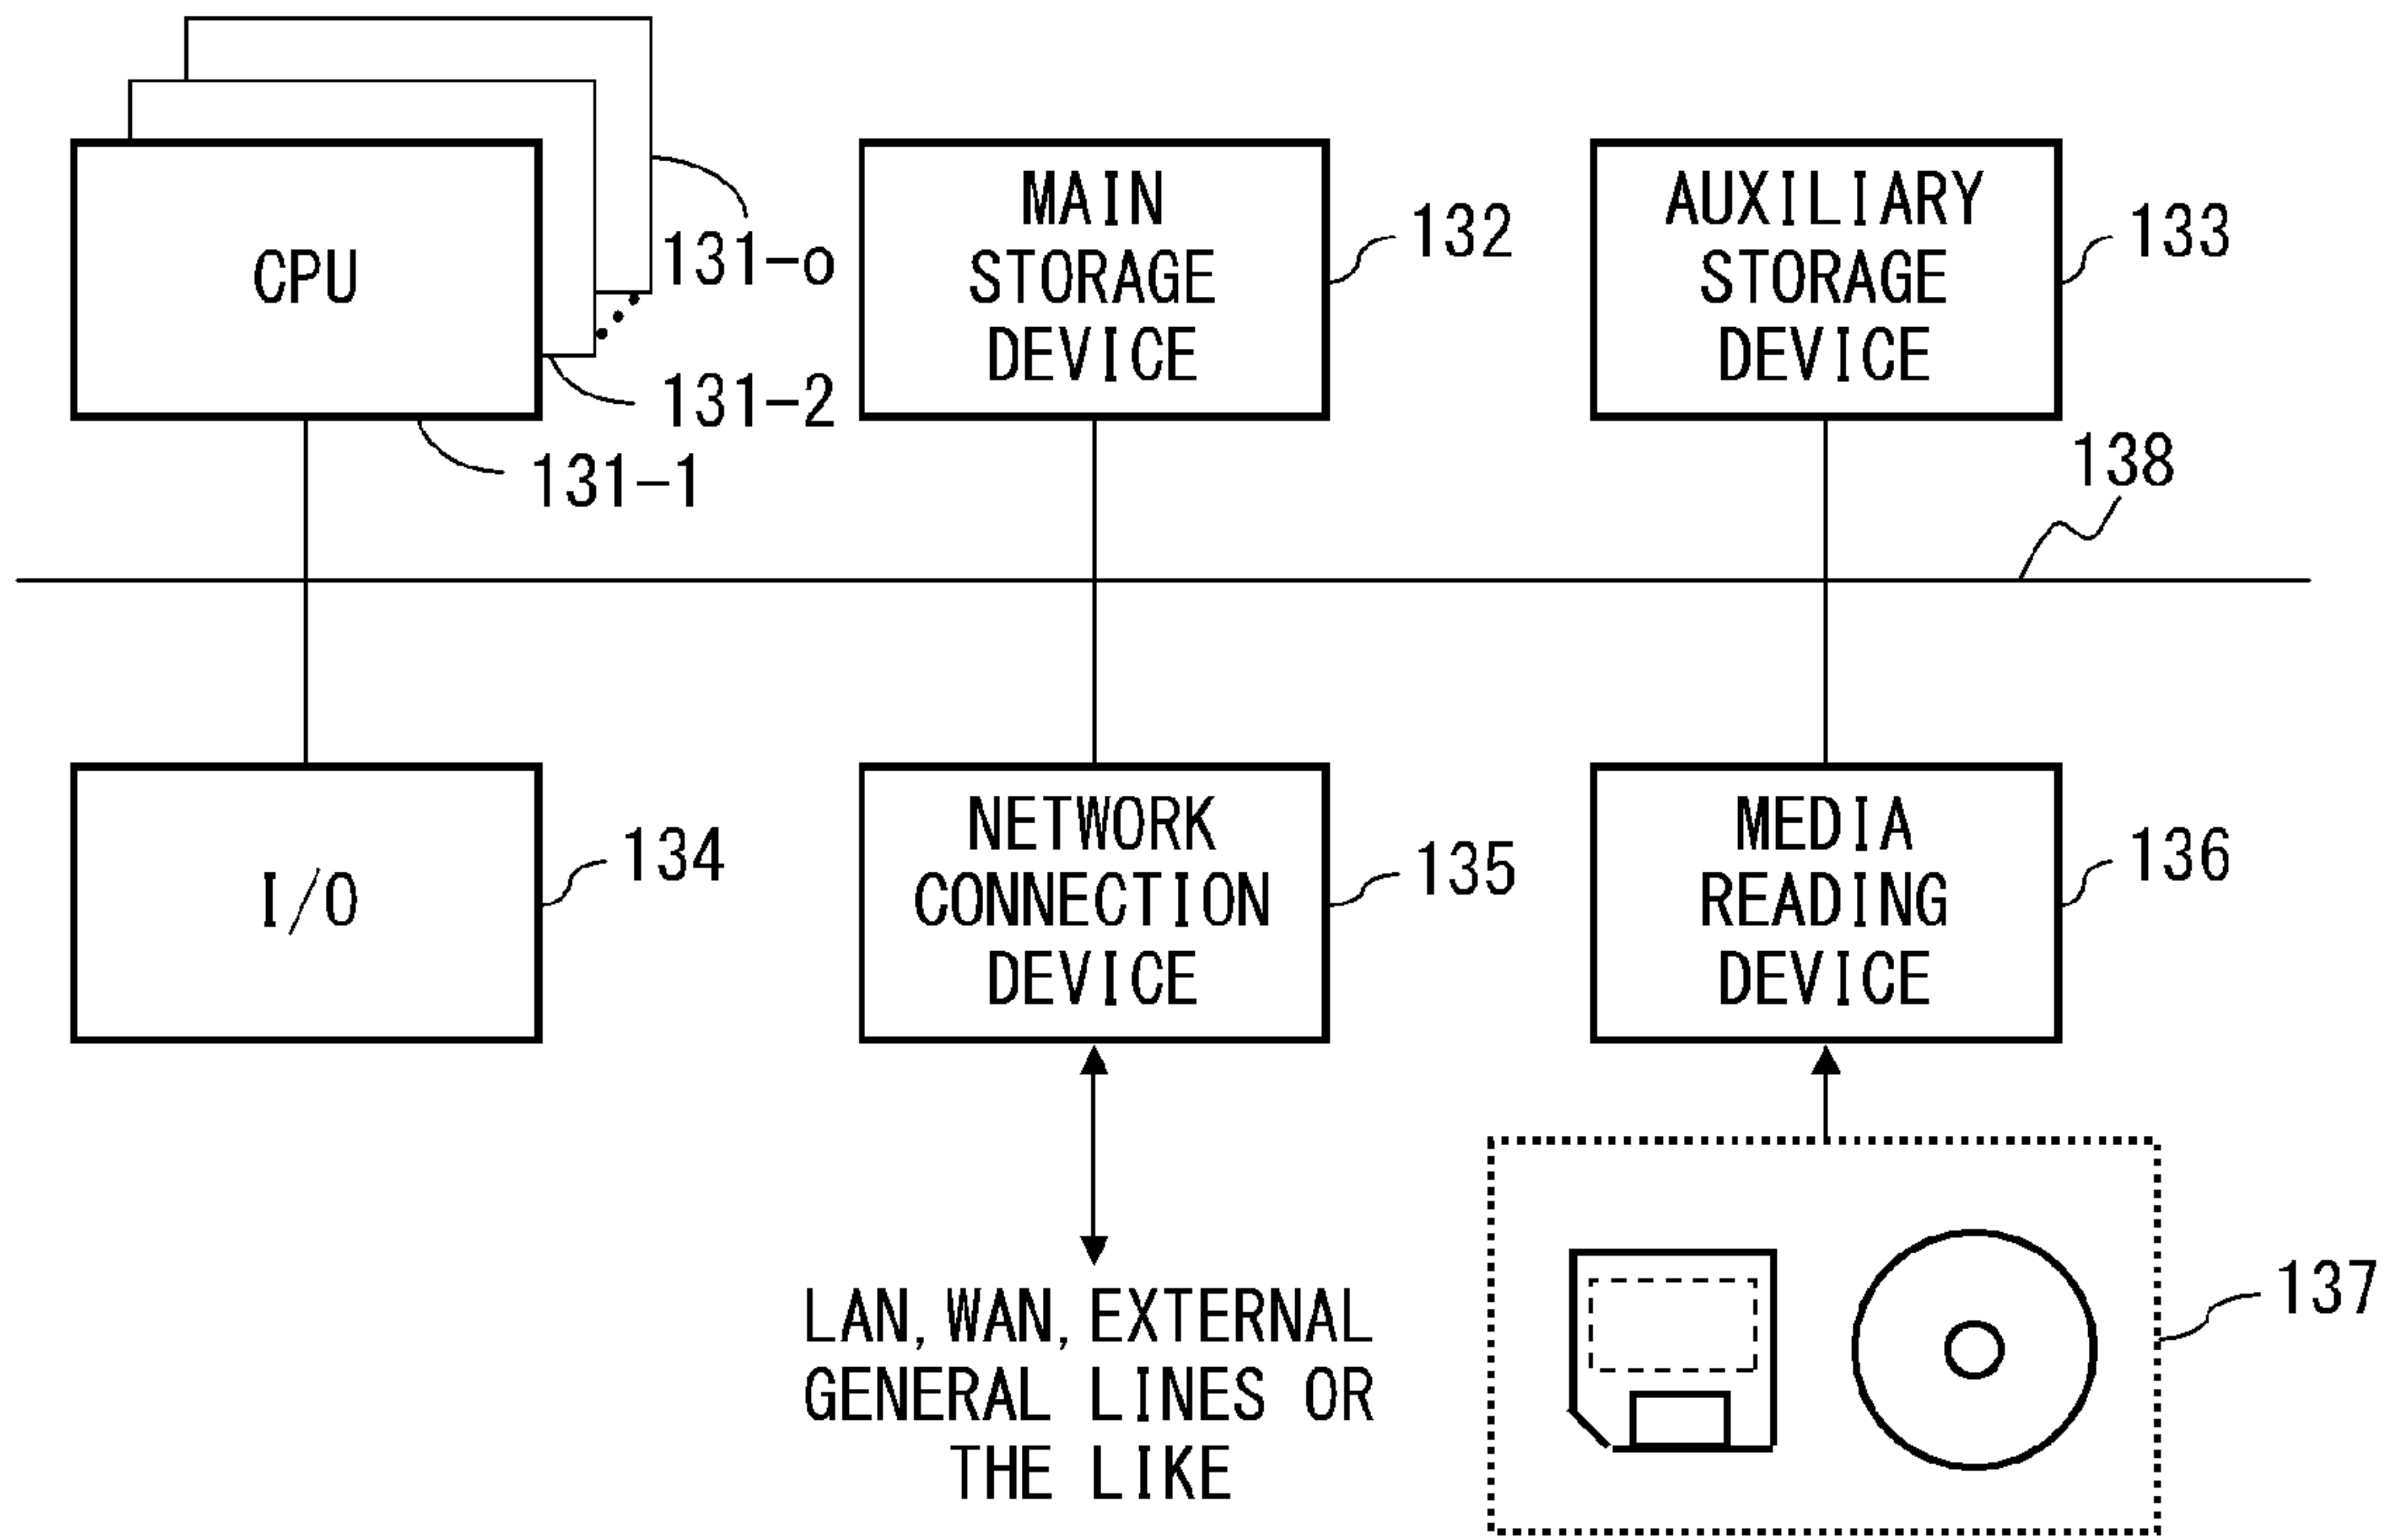 CPU
131-o
131-2
131-1
MAIN
STORAGE
DEVICE
132
AUXILIARY
STORAGE
DEVICE
133
138
I/O
134
NETWORK
CONNECTION
DEVICE
135
MEDIA
READING
DEVICE
136
LAN, WAN, EXTERNAL
GENERAL LINES OR
THE LIKE
137